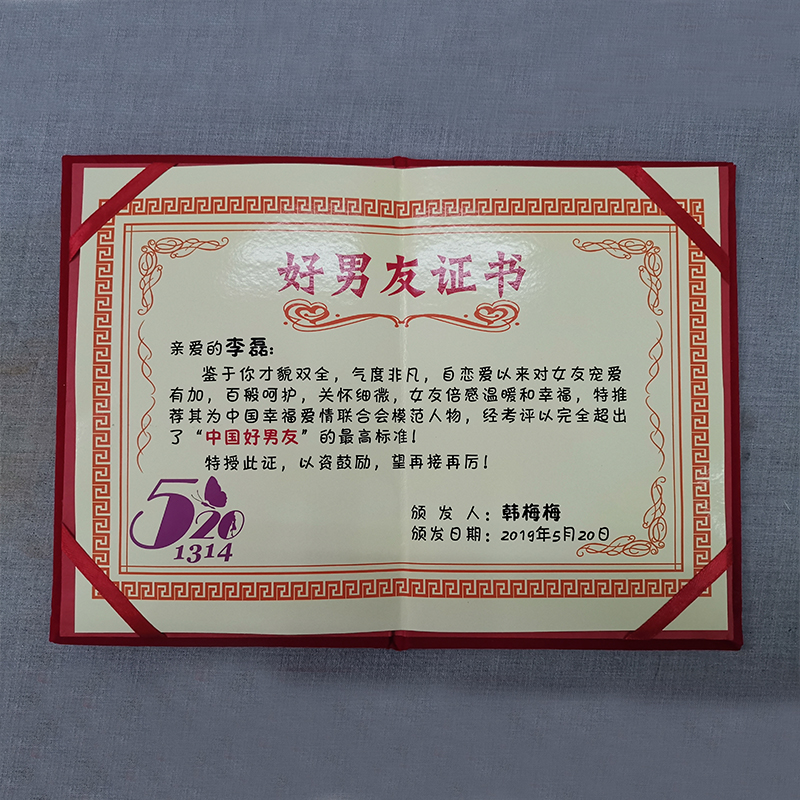 好男友证书
亲爱的李磊：
鉴于你才貌双全，气度非凡，自恋爱以来对女友宠爱
有加，百般呵护，关怀细微，女友倍感温暖和幸福，特推
荐其为中国幸福爱情联合会模范人物，经考评以完全超出
了“中国好男友”的最高标准！
特授此证，以资鼓励，望再接再厉！
520
1314
颁 发 人：韩梅梅
颁发日期：2019年5月20日